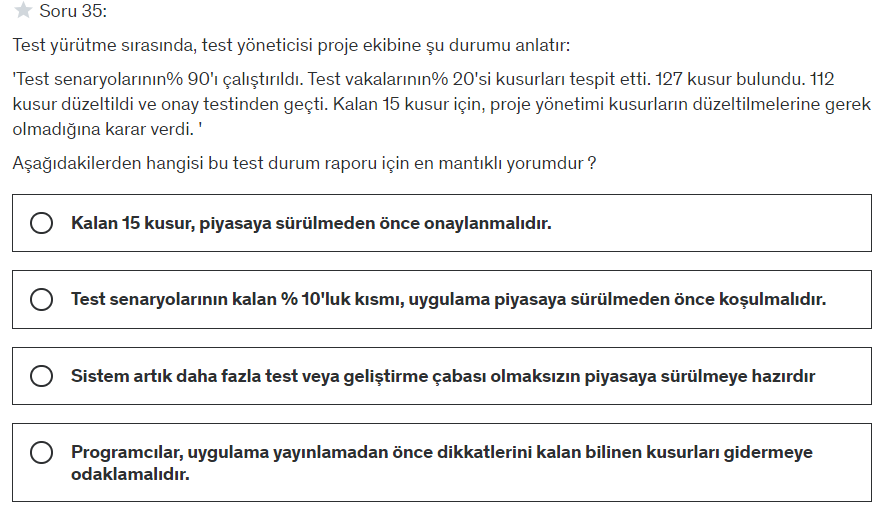 Soru 35:
Test yürütme sırasında, test yöneticisi proje ekibine şu durumu anlatır:
'Test senaryolarının% 90'ı çalıştırıldı. Test vakalarının% 20'si kusurları tespit etti. 127 kusur bulundu. 112
kusur düzeltildi ve onay testinden geçti. Kalan 15 kusur için, proje yönetimi kusurların düzeltilmelerine gerek
olmadığına karar verdi. '
Aşağıdakilerden hangisi bu test durum raporu için en mantıklı yorumdur ?
Kalan 15 kusur, piyasaya sürülmeden önce onaylanmalıdır.
Test senaryolarının kalan % 10'luk kısmı, uygulama piyasaya sürülmeden önce koşulmalıdır.
Sistem artık daha fazla test veya geliştirme çabası olmaksızın piyasaya sürülmeye hazırdır
Programcılar, uygulama yayınlamadan önce dikkatlerini kalan bilinen kusurları gidermeye
odaklamalıdır.